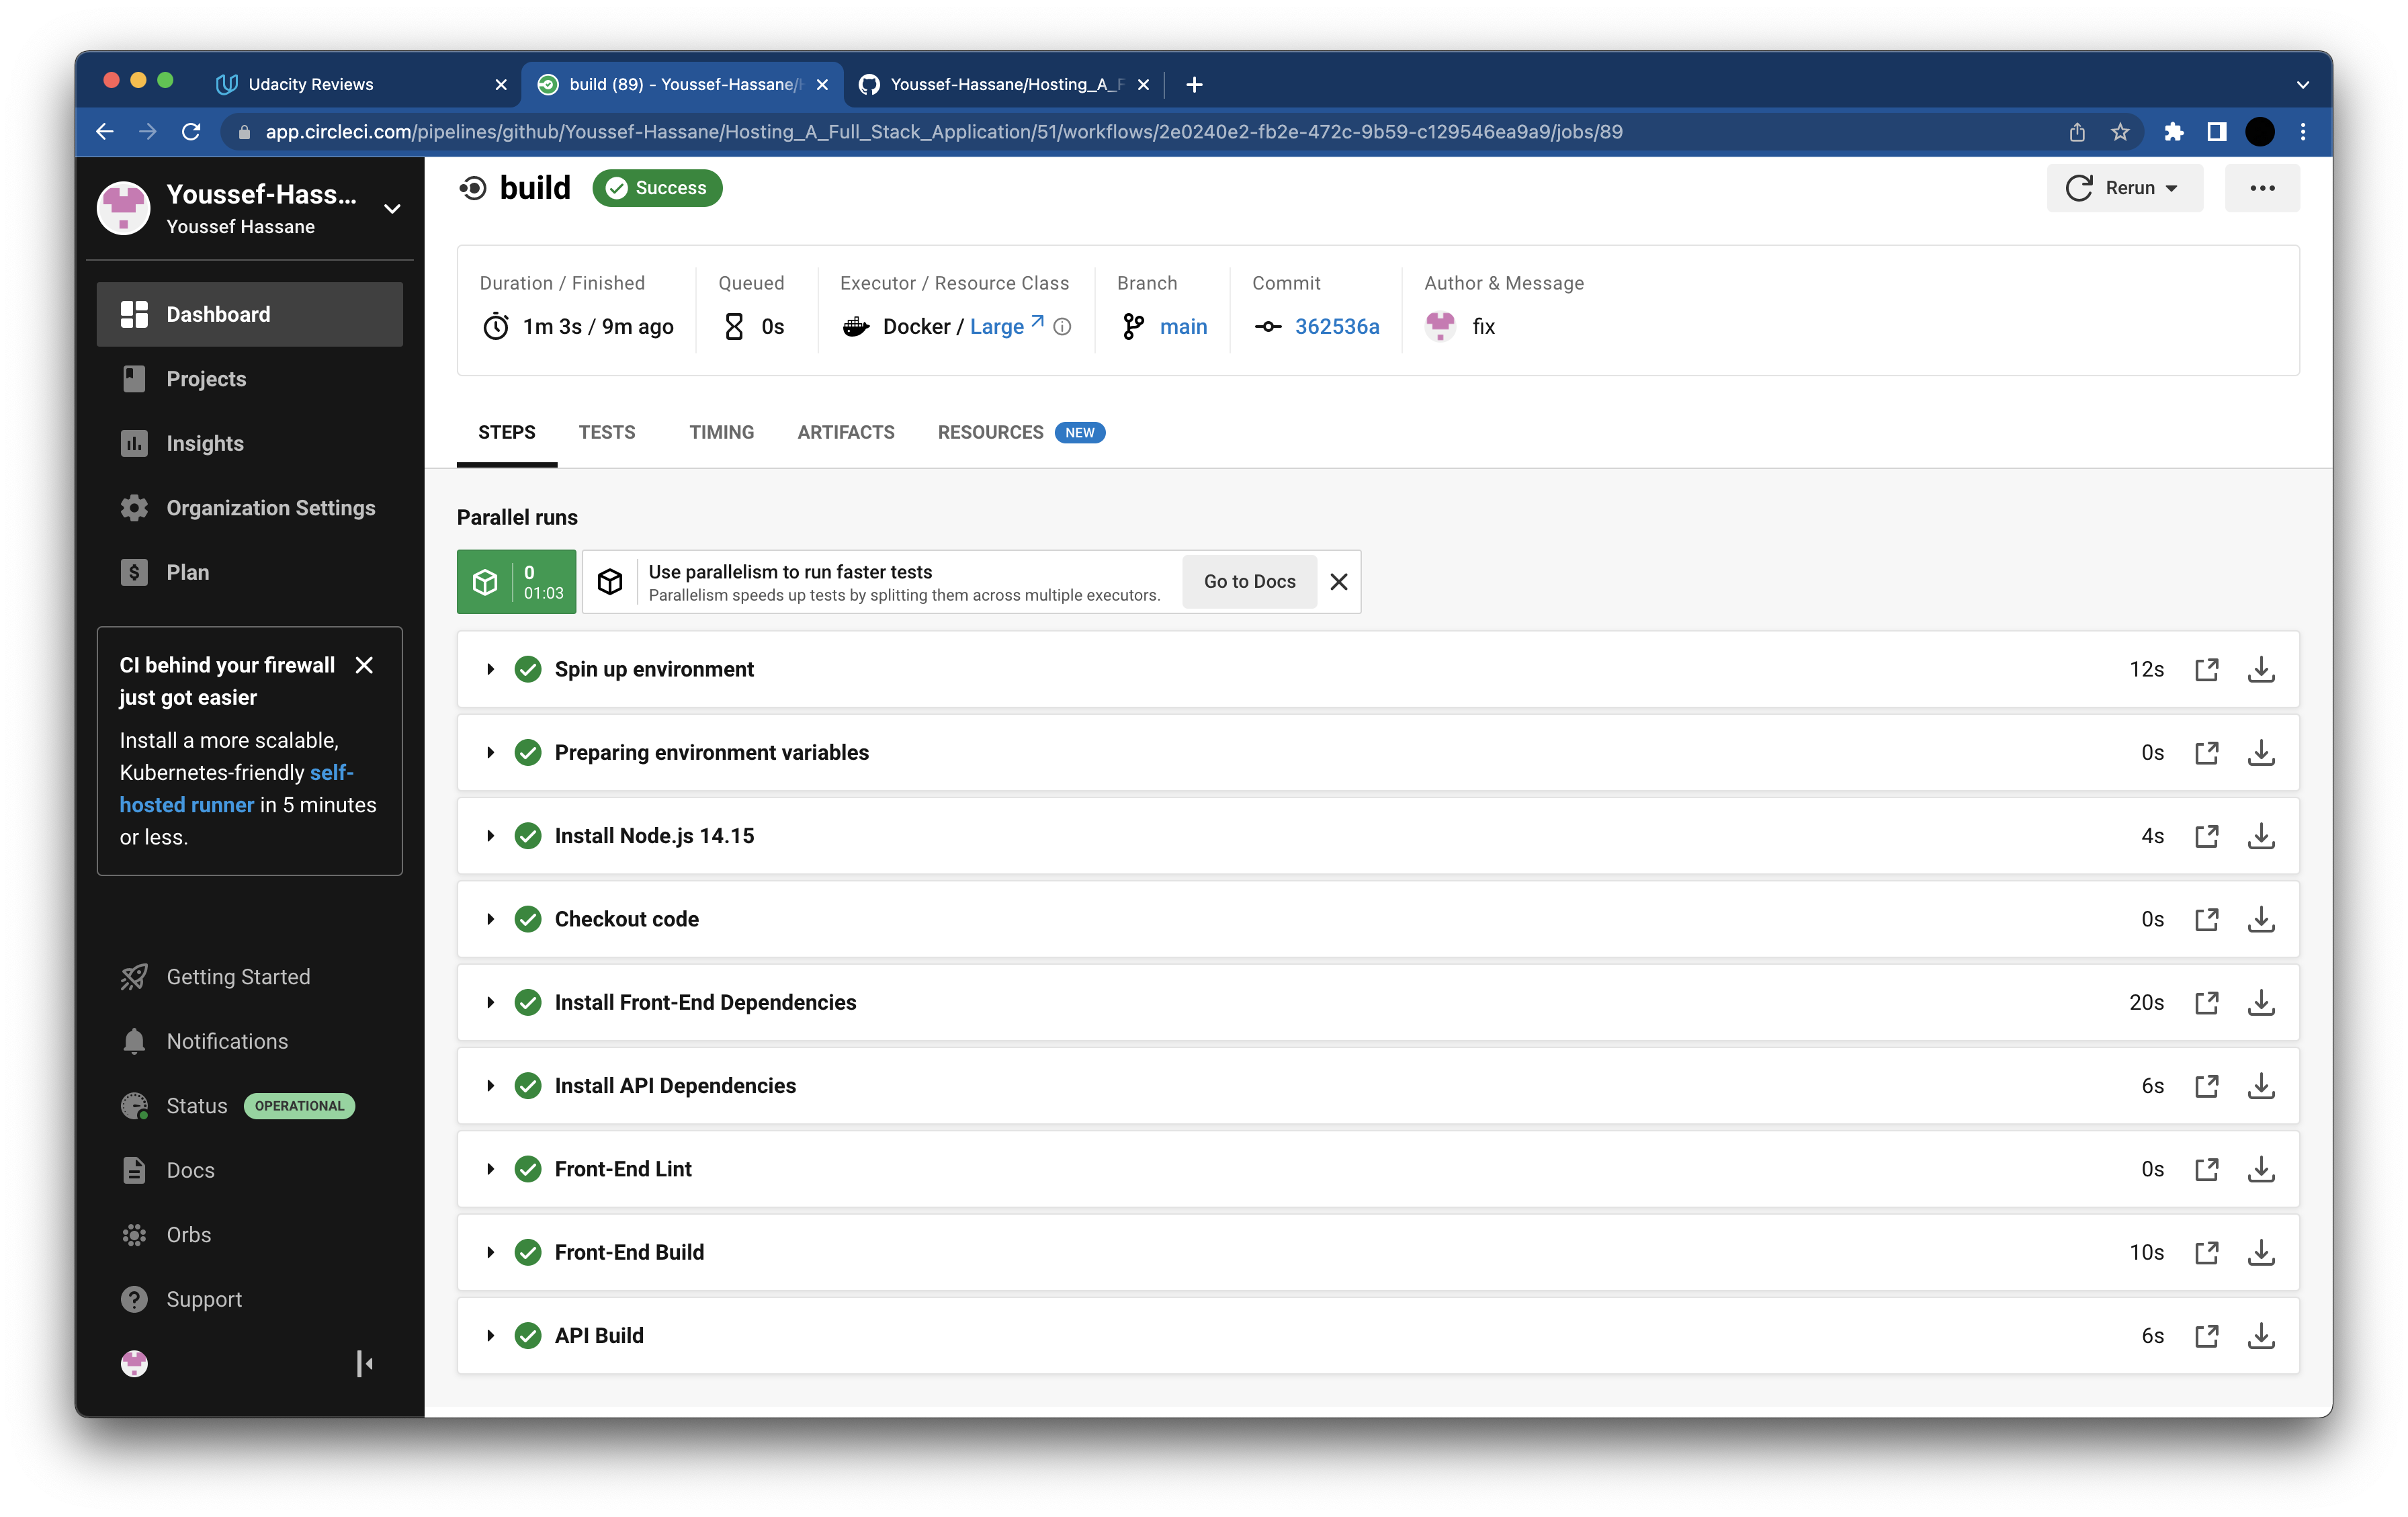 Udacity Reviews
build (89) - Youssef-Hassane/
Youssef-Hassane/Hosting_A_F
app.circleci.com/pipelines/github/Youssef-Hassane/Hosting_A_Full_Stack_Application/51/workflows/2e0240e2-fb2e-472c-9b59-c129546ea9a9/jobs/89
Youssef-Hass...
Youssef Hassane
Dashboard
Projects
Insights
Organization Settings
Plan
CI behind your firewall
just got easier
Install a more scalable,
Kubernetes-friendly self-
hosted runner in 5 minutes
or less.
Getting Started
Notifications
Status OPERATIONAL
Docs
Orbs
Support
build Success
Rerun
Duration / Finished
1m 3s / 9m ago
Queued
0s
Executor / Resource Class
Docker / Large
Branch
main
Commit
362536a
Author & Message
fix
STEPS TESTS TIMING ARTIFACTS RESOURCES NEW
Parallel runs
0
01:03
Use parallelism to run faster tests
Parallelism speeds up tests by splitting them across multiple executors.
Go to Docs
Spin up environment 12s
Preparing environment variables 0s
Install Node.js 14.15 4s
Checkout code 0s
Install Front-End Dependencies 20s
Install API Dependencies 6s
Front-End Lint 0s
Front-End Build 10s
API Build 6s